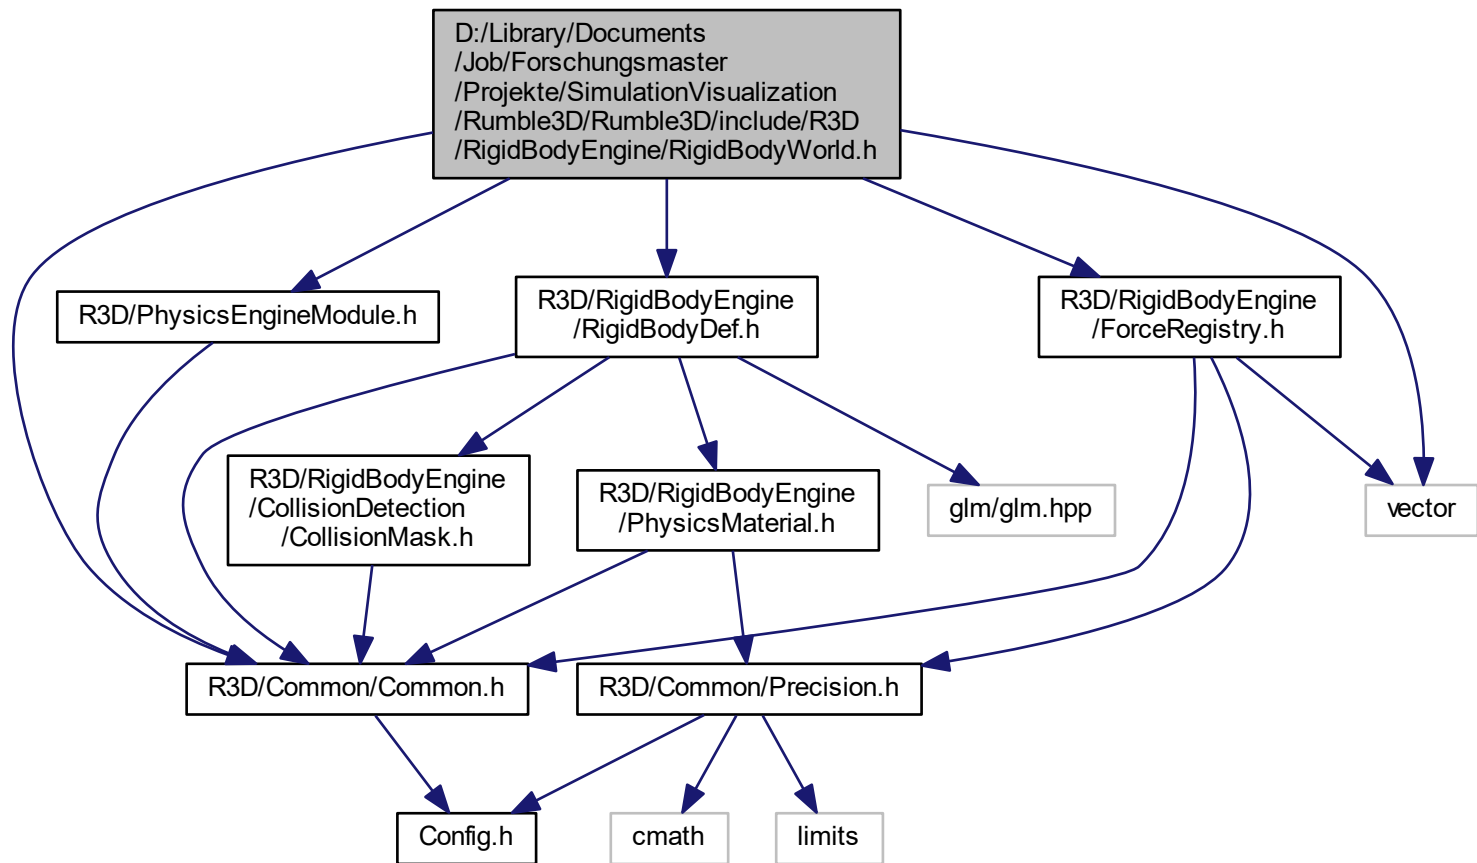 D:/Library/Documents
/Job/Forschungsmaster
/Projekte/SimulationVisualization
/Rumble3D/Rumble3D/include/R3D
/RigidBodyEngine/RigidBodyWorld.h
R3D/PhysicsEngineModule.h
R3D/RigidBodyEngine
/RigidBodyDef.h
R3D/RigidBodyEngine
/ForceRegistry.h
R3D/RigidBodyEngine
/CollisionDetection
/CollisionMask.h
R3D/RigidBodyEngine
/PhysicsMaterial.h
glm/glm.hpp
vector
R3D/Common/Common.h
R3D/Common/Precision.h
Config.h
cmath
limits